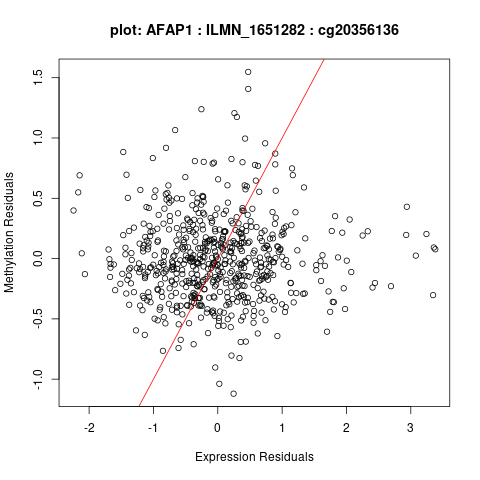 plot: AFAP1 : ILMN_1651282 : cg20356136
Methylation Residuals
1.5
1.0
0.5
0.0
-0.5
-1.0
-2 -1 0 1 2 3
Expression Residuals